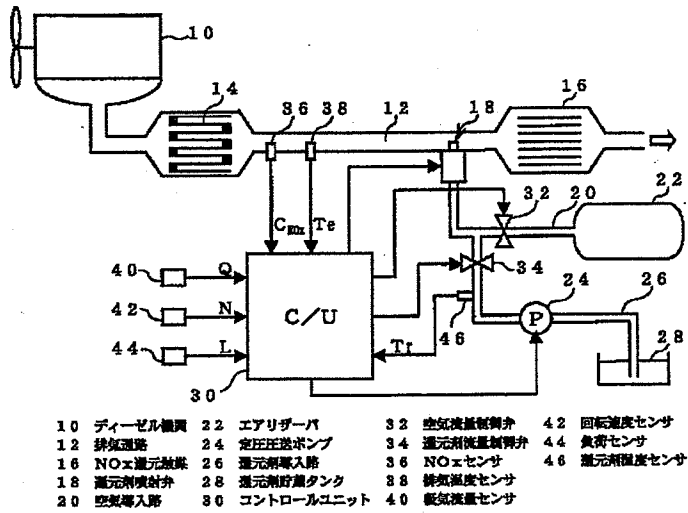 10
14
36 38
12
18
16
32
20
22
CNOx Te
34
24
26
40 Q
42 N
44 L
C/U
Tr
46
P
28
30
10 ディーゼル機関 22 エアリザーバ 32 空気流量制御弁 42 回転速度センサ
12 排気通路 24 定圧圧送ポンプ 34 還元剤流量制御弁 44 負荷センサ
16 NOx還元触媒 26 還元剤導入路 36 NOxセンサ 46 還元剤温度センサ
18 還元剤噴射弁 28 還元剤貯蔵タンク 38 排気温度センサ
20 空気導入路 30 コントロールユニット 40 吸気流量センサ